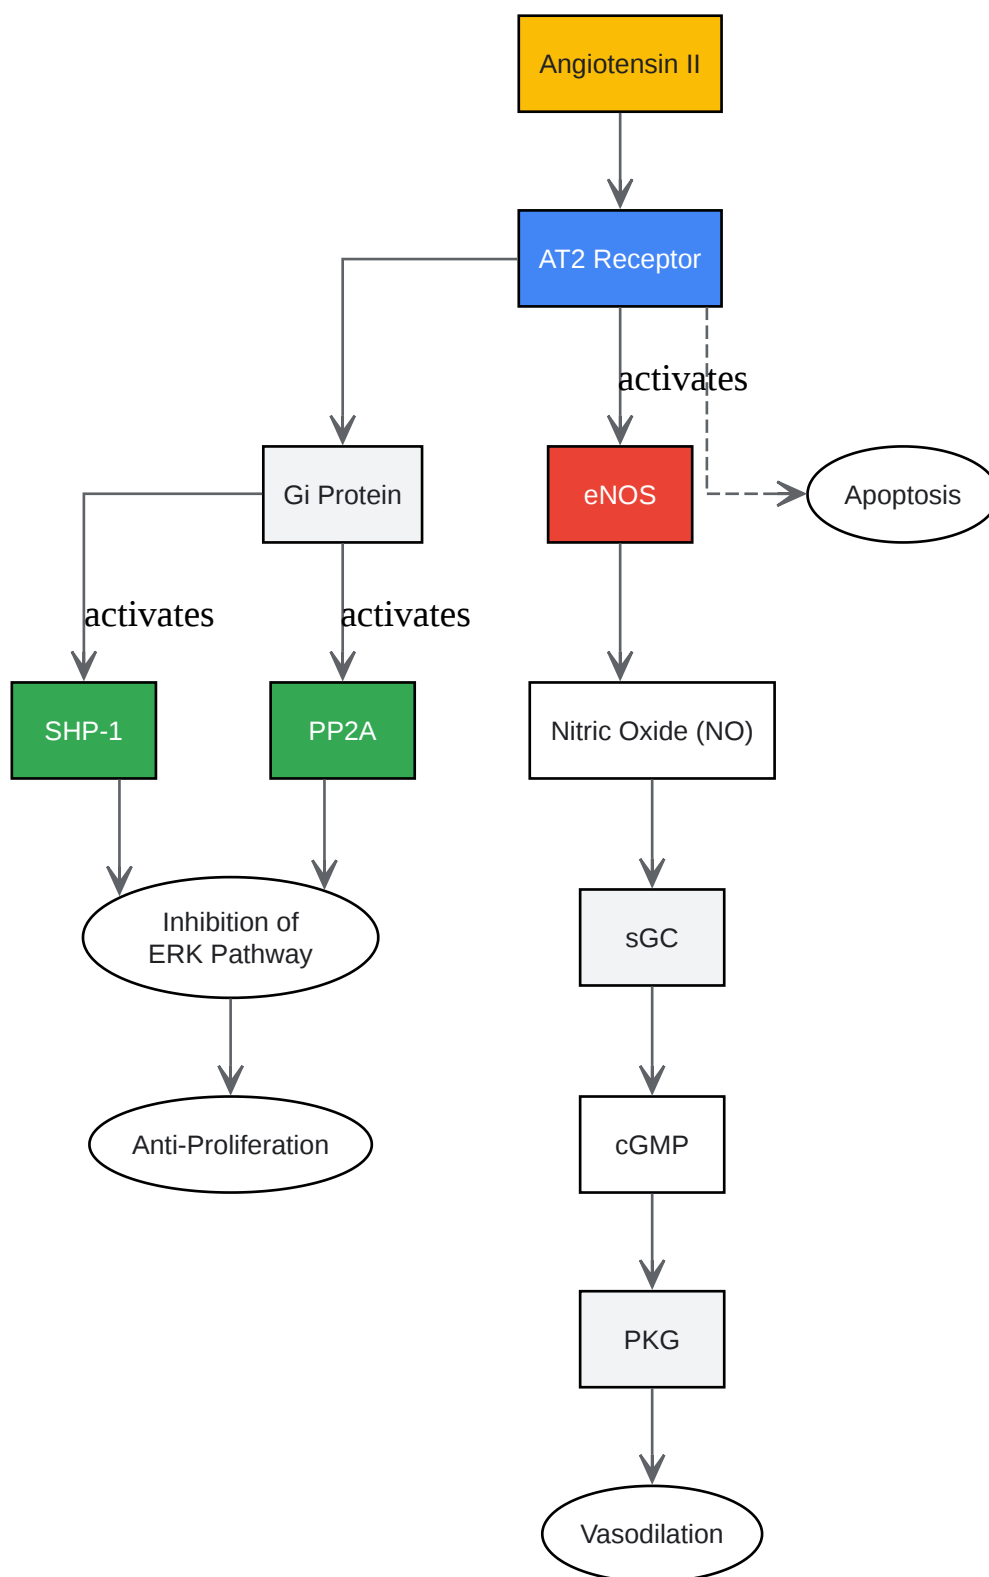 Angiotensin II
AT2 Receptor
activates
Gi Protein
eNOS
Apoptosis
activates
activates
SHP-1
PP2A
Nitric Oxide (NO)
Inhibition of
ERK Pathway
sGC
Anti-Proliferation
cGMP
PKG
Vasodilation